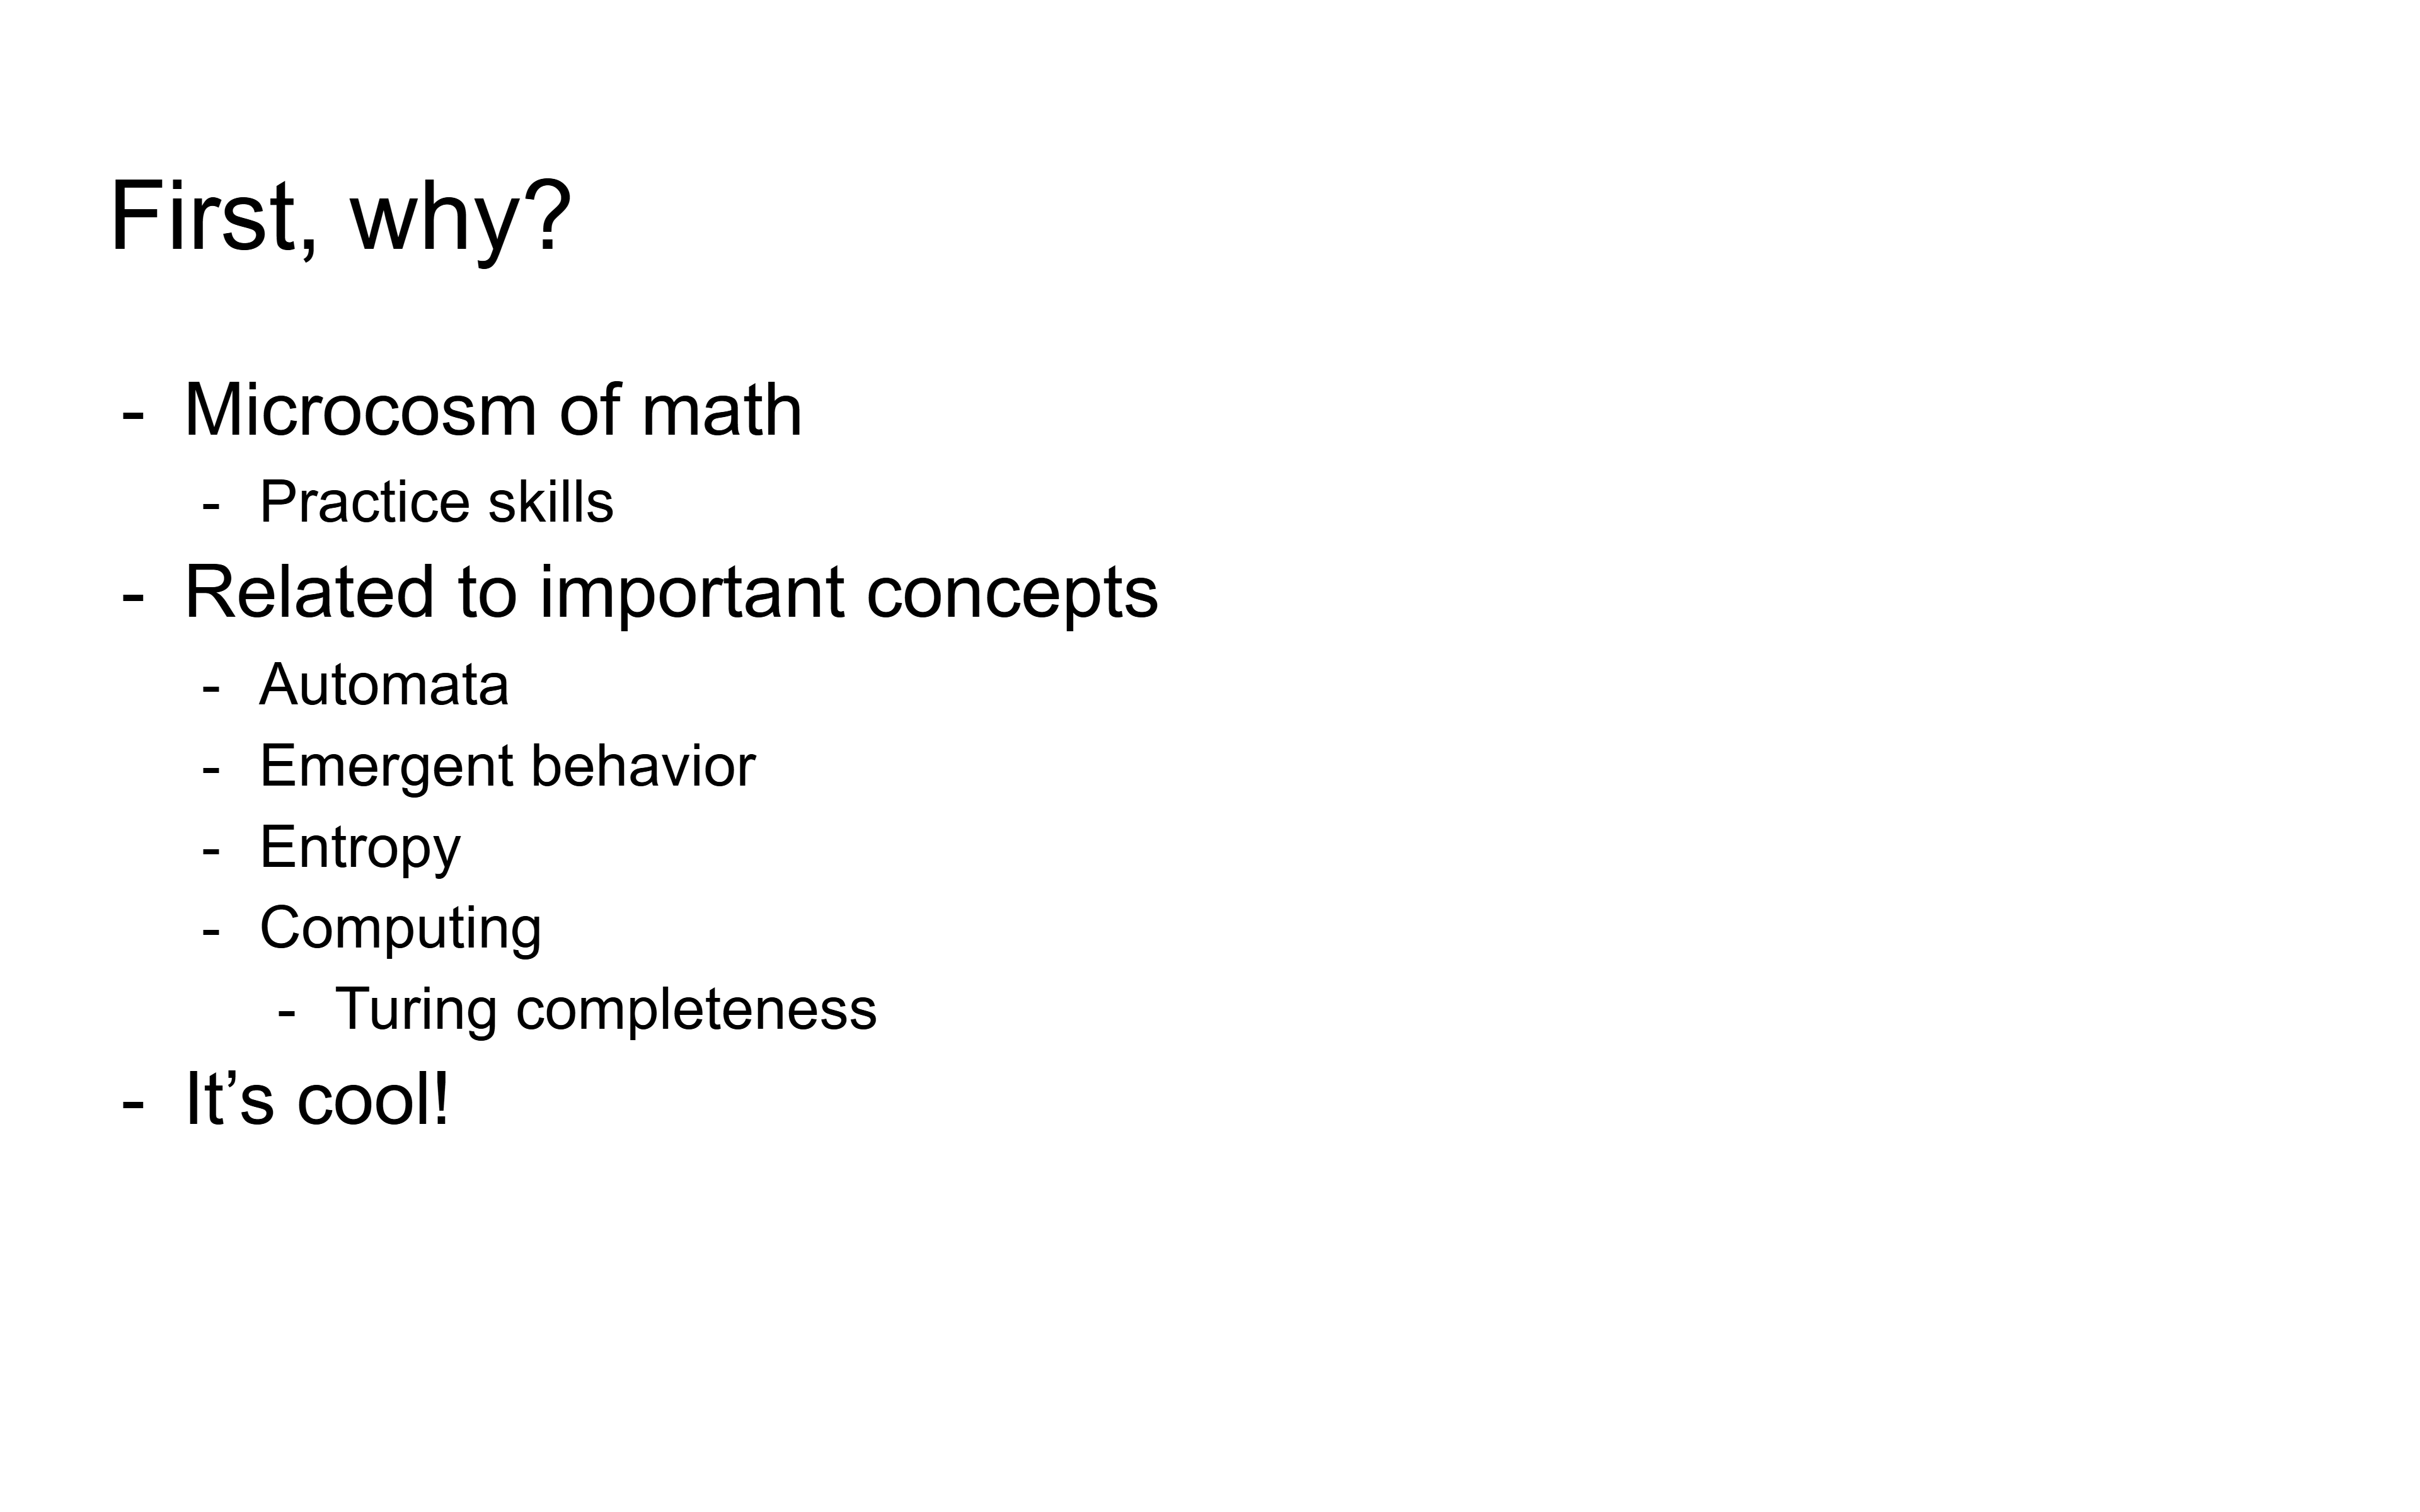 First, why?
- Microcosm of math
- Practice skills
- Related to important concepts
- Automata
- Emergent behavior
- Entropy
- Computing
- Turing completeness
- It’s cool!